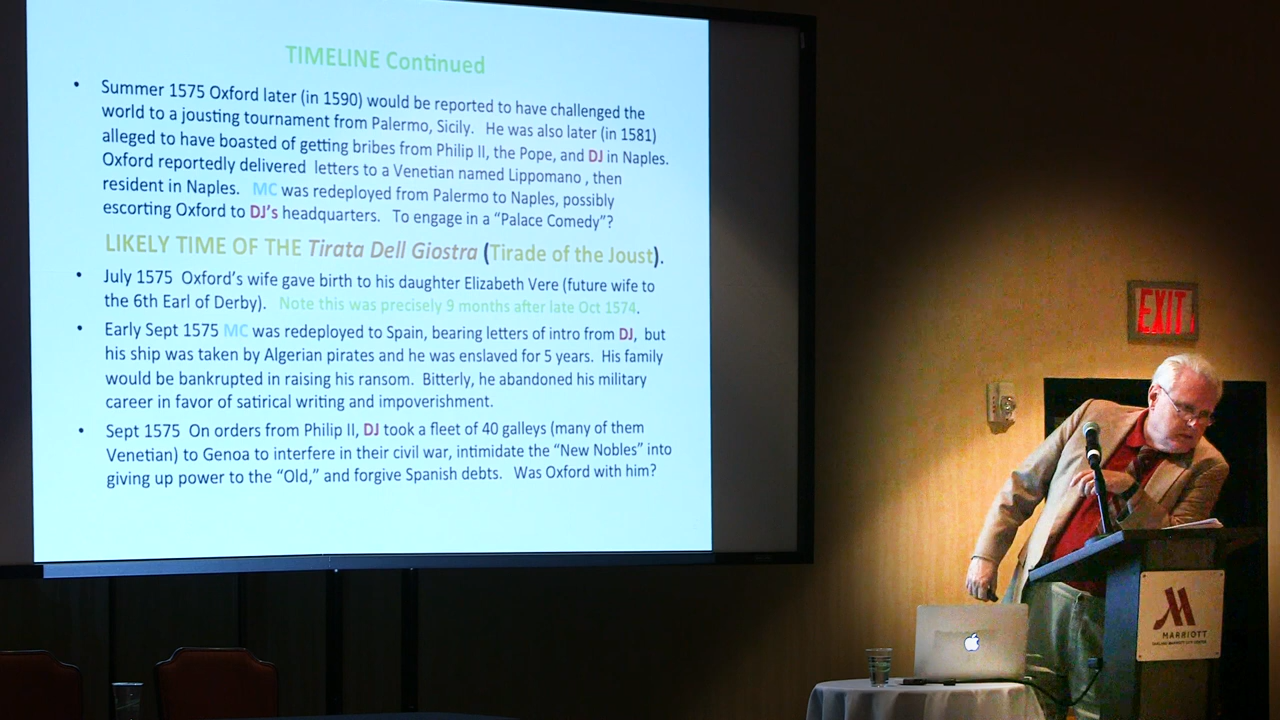 TIMELINE Continued
• Summer 1575 Oxford later (in 1590) would be reported to have challenged the
world to a jousting tournament from Palermo, Sicily. He was also later (in 1581)
alleged to have boasted of getting bribes from Philip II, the Pope, and DJ in Naples.
Oxford reportedly delivered letters to a Venetian named Lippomano , then
resident in Naples. MC was redeployed from Palermo to Naples, possibly
escorting Oxford to DJ's headquarters. To engage in a “Palace Comedy”?
LIKELY TIME OF THE Tirata Dell Giostra (Tirade of the Joust).
• July 1575 Oxford's wife gave birth to his daughter Elizabeth Vere (future wife to
the 6th Earl of Derby). Note this was precisely 9 months after late Oct 1574.
• Early Sept 1575 MC was redeployed to Spain, bearing letters of intro from DJ, but
his ship was taken by Algerian pirates and he was enslaved for 5 years. His family
would be bankrupted in raising his ransom. Bitterly, he abandoned his military
career in favor of satirical writing and impoverishment.
• Sept 1575 On orders from Philip II, DJ took a fleet of 40 galleys (many of them
Venetian) to Genoa to interfere in their civil war, intimidate the “New Nobles” into
giving up power to the “Old,” and forgive Spanish debts. Was Oxford with him?
EXIT
MARRIOTT